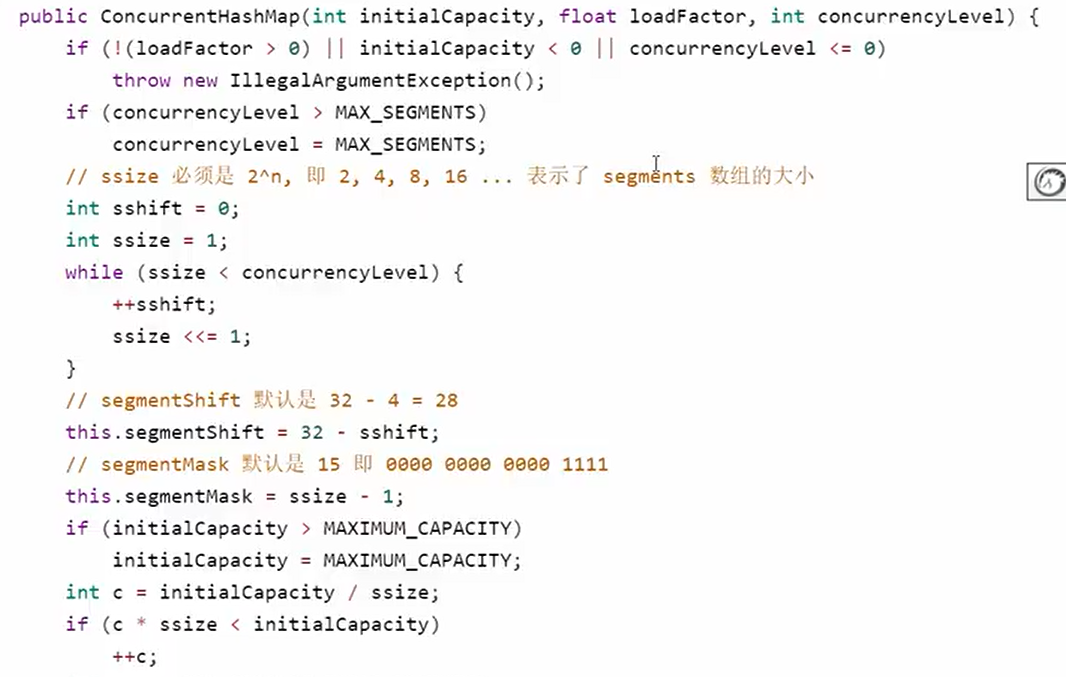 public ConcurrentHashMap(int initialCapacity, float loadFactor, int concurrencyLevel) {
    if (!(loadFactor > 0) || initialCapacity < 0 || concurrencyLevel <= 0)
        throw new IllegalArgumentException();
    if (concurrencyLevel > MAX_SEGMENTS)
        concurrencyLevel = MAX_SEGMENTS;
    // ssize 必须是 2^n, 即 2, 4, 8, 16 ... 表示了 segments 数组的大小
    int sshift = 0;
    int ssize = 1;
    while (ssize < concurrencyLevel) {
        ++sshift;
        ssize <<= 1;
    }
    // segmentShift 默认是 32 - 4 = 28
    this.segmentShift = 32 - sshift;
    // segmentMask 默认是 15 即 0000 0000 0000 1111
    this.segmentMask = ssize - 1;
    if (initialCapacity > MAXIMUM_CAPACITY)
        initialCapacity = MAXIMUM_CAPACITY;
    int c = initialCapacity / ssize;
    if (c * ssize < initialCapacity)
        ++c;